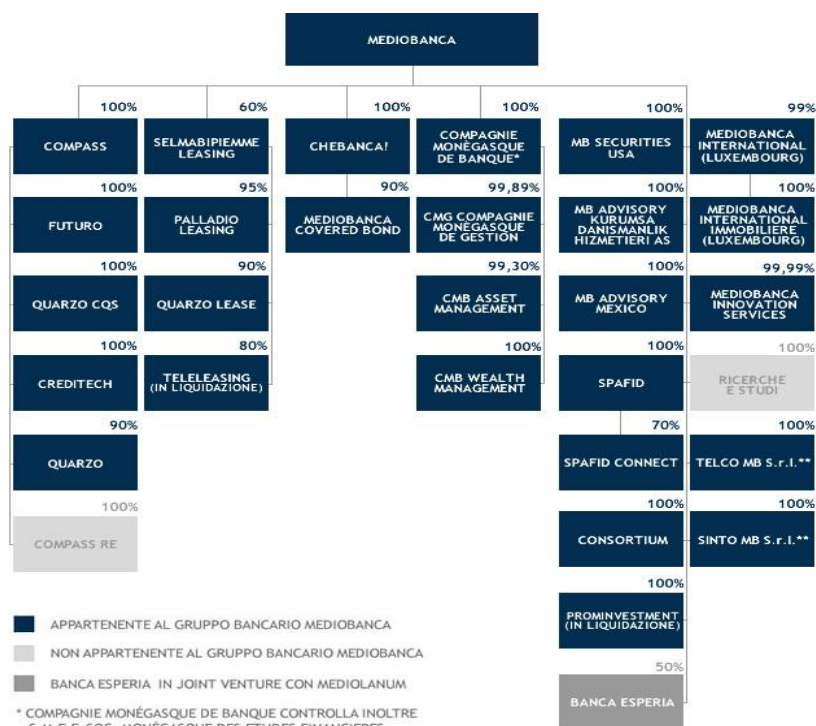 MEDIOBANCA
100%
COMPASS
100%
FUTURO
100%
QUARZO CQS
100%
CREDITECH
90%
QUARZO
100%
COMPASS RE
60%
SELMABIPIEMME
LEASING
95%
PALLADIO
LEASING
90%
QUARZO LEASE
80%
TELELEASING
(IN LIQUIDAZIONE)
100%
CHEBANCA!
90%
MEDIOBANCA
COVERED BOND
100%
COMPAGNIE
MONÈGASQUE
DE BANQUE*
99,89%
CMG COMPAGNIE
MONÉGASQUE
DE GESTIÓN
99,30%
CMB ASSET
MANAGEMENT
100%
CMB WEALTH
MANAGEMENT
100%
MB SECURITIES
USA
100%
MB ADVISORY
KURUMSA
DANISMANLIK
HIZMETIERI AS
100%
MB ADVISORY
MEXICO
100%
SPAFID
70%
SPAFID CONNECT
100%
CONSORTIUM
100%
PROMINVESTMENT
(IN LIQUIDAZIONE)
50%
BANCA ESPERIA
99%
MEDIOBANCA
INTERNATIONAL
(LUXEMBOURG)
100%
MEDIOBANCA
INTERNATIONAL
IMMOBILIERE
(LUXEMBOURG)
99,99%
MEDIOBANCA
INNOVATION
SERVICES
100%
RICERCHE
E STUDI
100%
TELCO MB S.r.l.**
100%
SINTO MB S.r.l.**
APPARTENENTE AL GRUPPO BANCARIO MEDIOBANCA
NON APPARTENENTE AL GRUPPO BANCARIO MEDIOBANCA
BANCA ESPERIA IN JOINT VENTURE CON MEDIOLANUM
* COMPAGNIE MONÉGASQUE DE BANQUE CONTROLLA INOLTRE